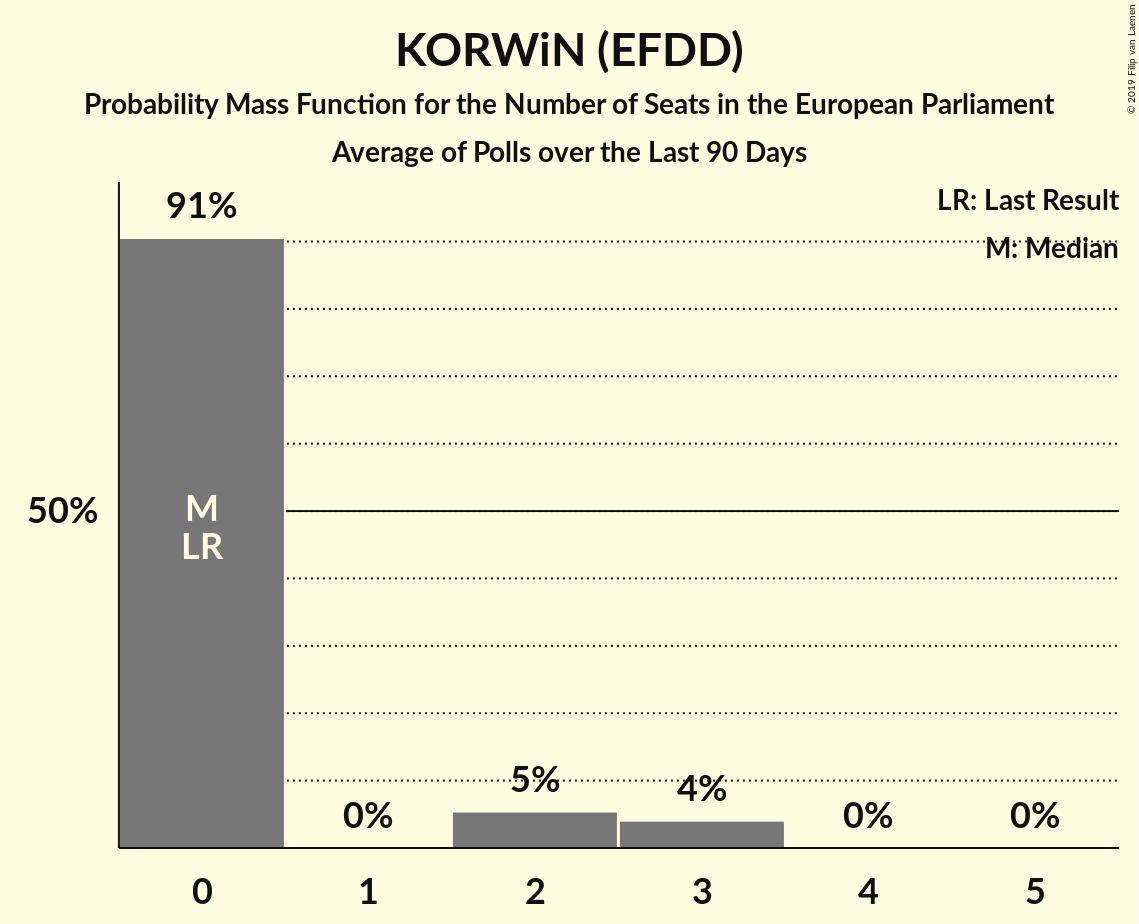 KORWiN (EFDD)
Probability Mass Function for the Number of Seats in the European Parliament
Average of Polls over the Last 90 Days
© 2019 Filip van Laenen
LR: Last Result
M: Median
91%
50%
M
LR
0%
5%
4%
0%
0%
0
1
2
3
4
5